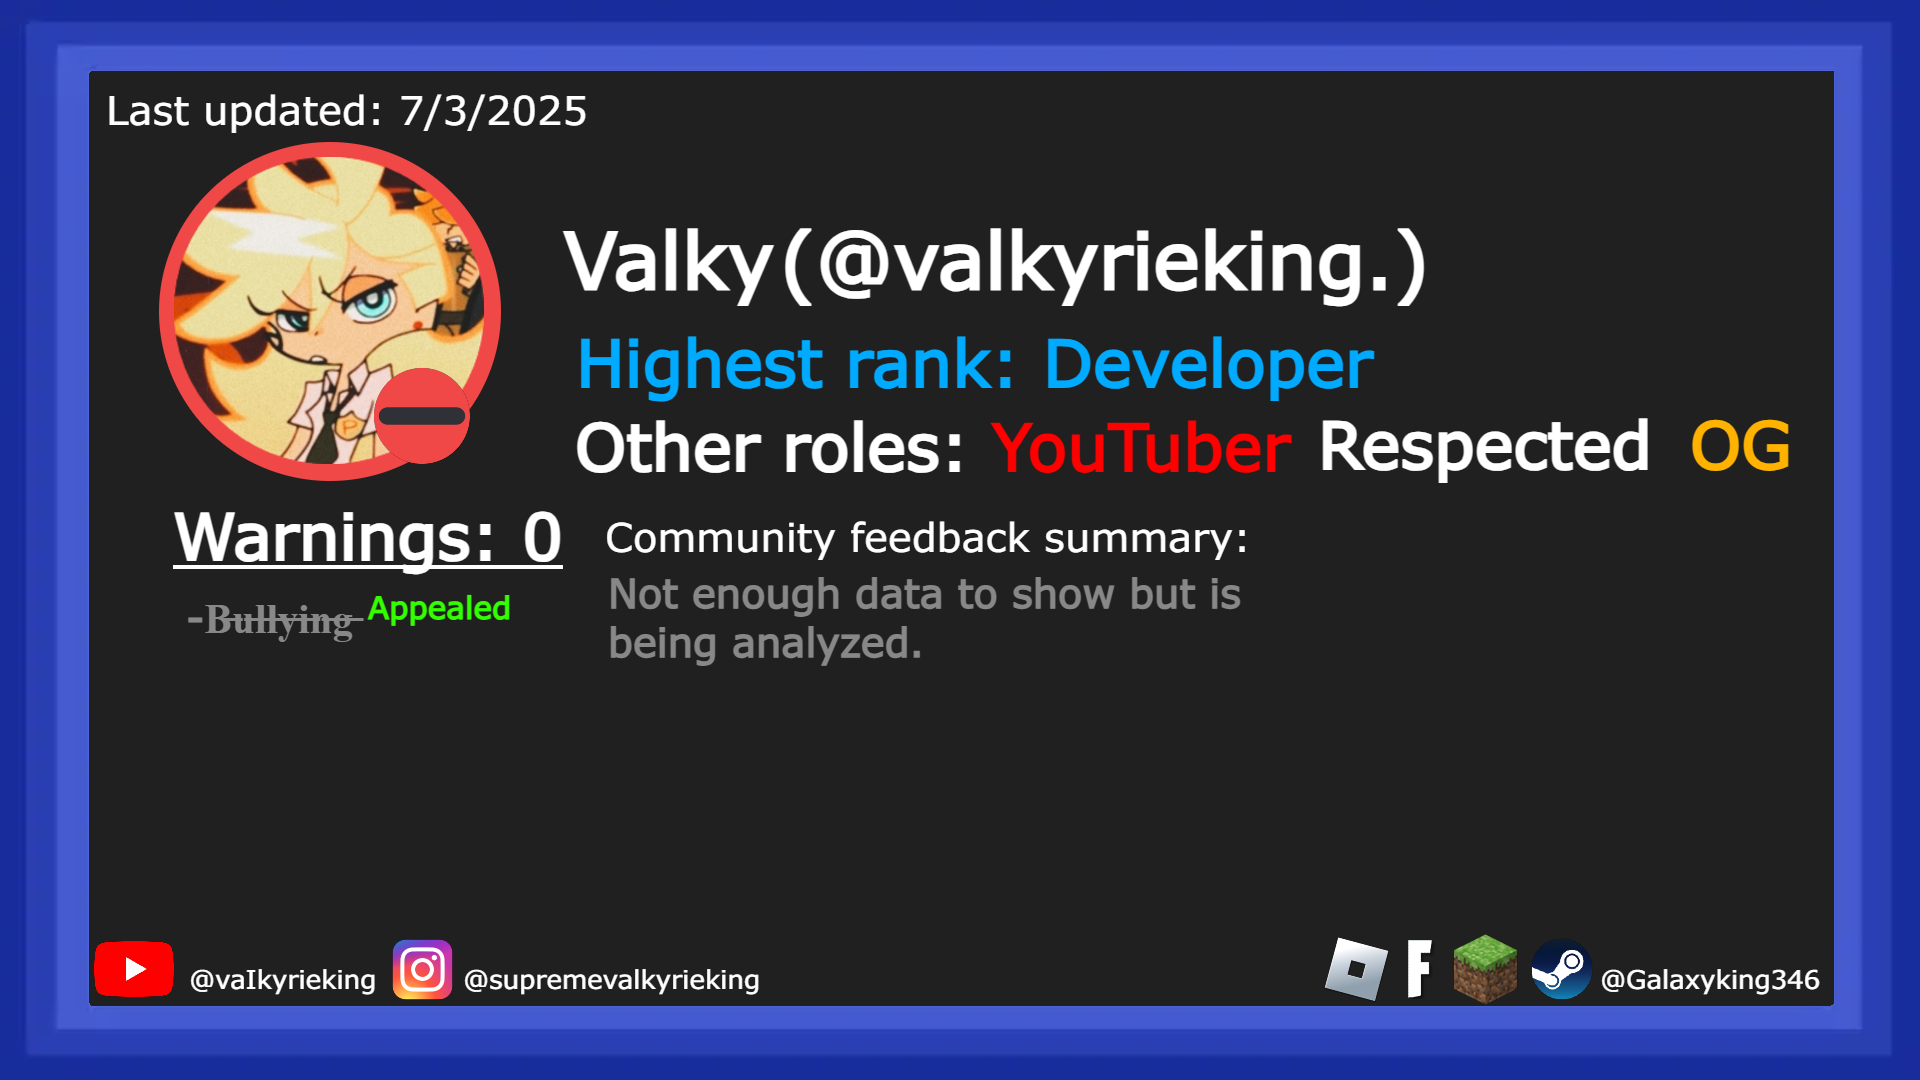 Last updated: 7/3/2025
Valky(@valkyrieking.)
Highest rank: Developer
Other roles: YouTuber Respected OG
Warnings: 0
-Bullying Appealed
Community feedback summary:
Not enough data to show but is
being analyzed.
P
@vaIkyrieking @supremevalkyrieking F @Galaxyking346